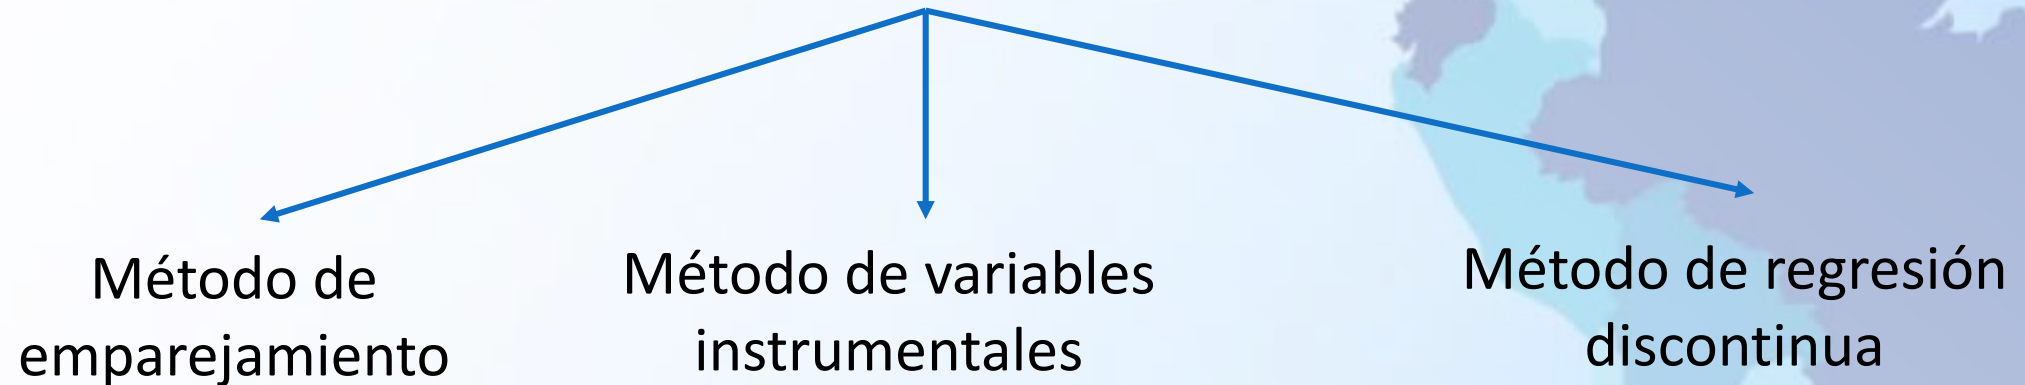 Método de
emparejamiento
Método de variables
instrumentales
Método de regresión
discontinua